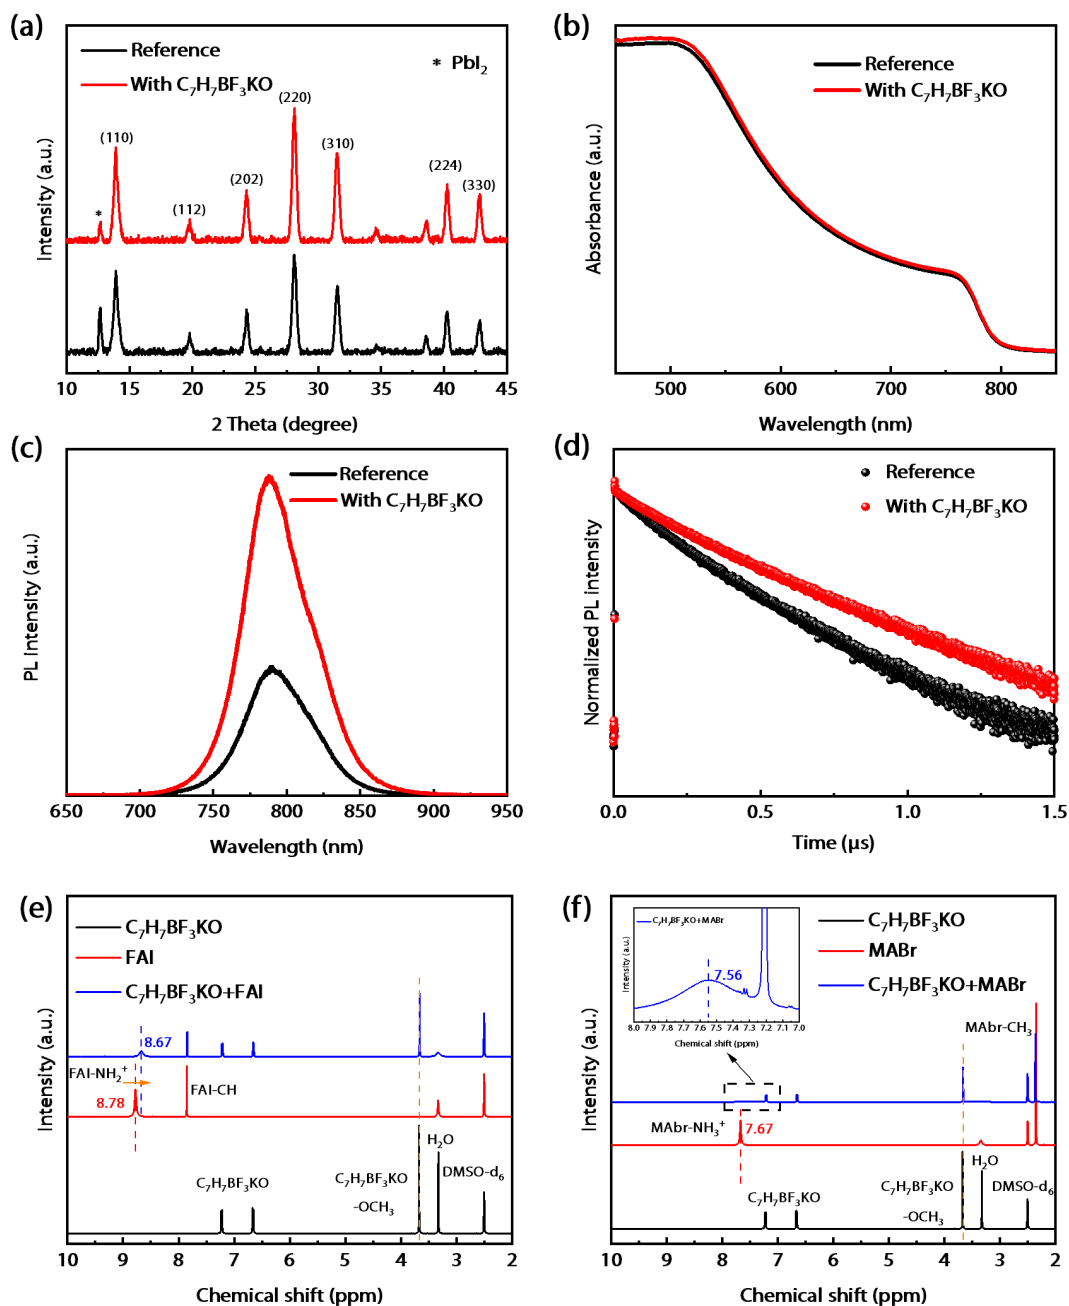 (a)
Reference
With C₇H₇BF₃KO
* PbI₂
(110)
(112)
(202)
(220)
(310)
(224)
(330)
*
Intensity (a.u.)
10 15 20 25 30 35 40 45
2 Theta (degree)
(b)
Reference
With C₇H₇BF₃KO
Absorbance (a.u.)
500 600 700 800
Wavelength (nm)
(c)
Reference
With C₇H₇BF₃KO
PL Intensity (a.u.)
650 700 750 800 850 900 950
Wavelength (nm)
(d)
Reference
With C₇H₇BF₃KO
Normalized PL intensity
0.0 0.5 1.0 1.5
Time (μs)
(e)
C₇H₇BF₃KO
FAI
C₇H₇BF₃KO+FAI
8.67
FAI-NH₂⁺
8.78
FAI-CH
H₂O
C₇H₇BF₃KO
C₇H₇BF₃KO
-OCH₃
DMSO-d₆
Intensity (a.u.)
10 9 8 7 6 5 4 3 2
Chemical shift (ppm)
(f)
C₇H₇BF₃KO
MABr
C₇H₇BF₃KO+MABr
C₇H₇BF₃KO+MABr
7.56
Intensity (a.u.)
8.0 7.9 7.8 7.7 7.6 7.5 7.4 7.3 7.2 7.1 7.0
Chemical shift (ppm)
MAbr-CH₃
MAbr-NH₃⁺
7.67
H₂O
C₇H₇BF₃KO
C₇H₇BF₃KO
-OCH₃
DMSO-d₆
Intensity (a.u.)
10 9 8 7 6 5 4 3 2
Chemical shift (ppm)